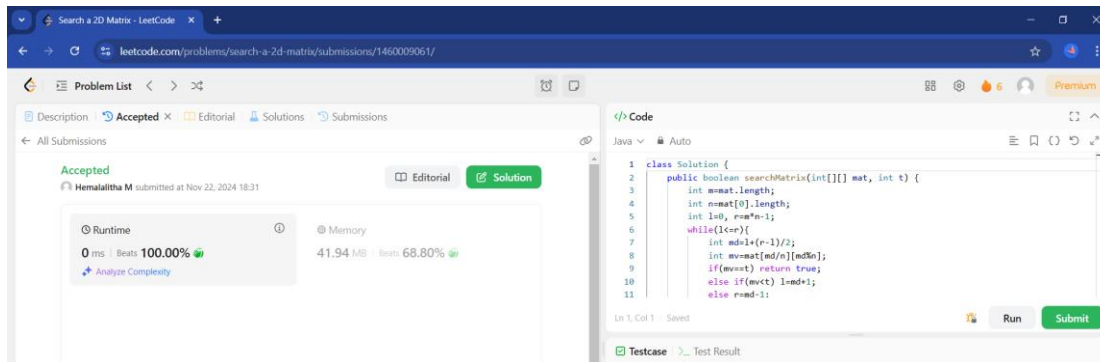 Search a 2D Matrix - LeetCode
leetcode.com/problems/search-a-2d-matrix/submissions/1460009061/
Problem List
6
Premium
Description
Accepted
Editorial
Solutions
Submissions
All Submissions
Accepted
Hemalalitha M submitted at Nov 22, 2024 18:31
Editorial
Solution
Runtime
0 ms Beats 100.00%
Analyze Complexity
Memory
41.94 MB Beats 68.80%
</> Code
Java Auto
1 class Solution {
2 public boolean searchMatrix(int[][] mat, int t) {
3 int m=mat.length;
4 int n=mat[0].length;
5 int l=0, r=m*n-1;
6 while(l<=r){
7 int md=l+(r-l)/2;
8 int mv=mat[md/n][md%n];
9 if(mv==t) return true;
10 else if(mv<t) l=md+1;
11 else r=md-1;
Ln 1, Col 1 Saved
Run
Submit
Testcase
Test Result